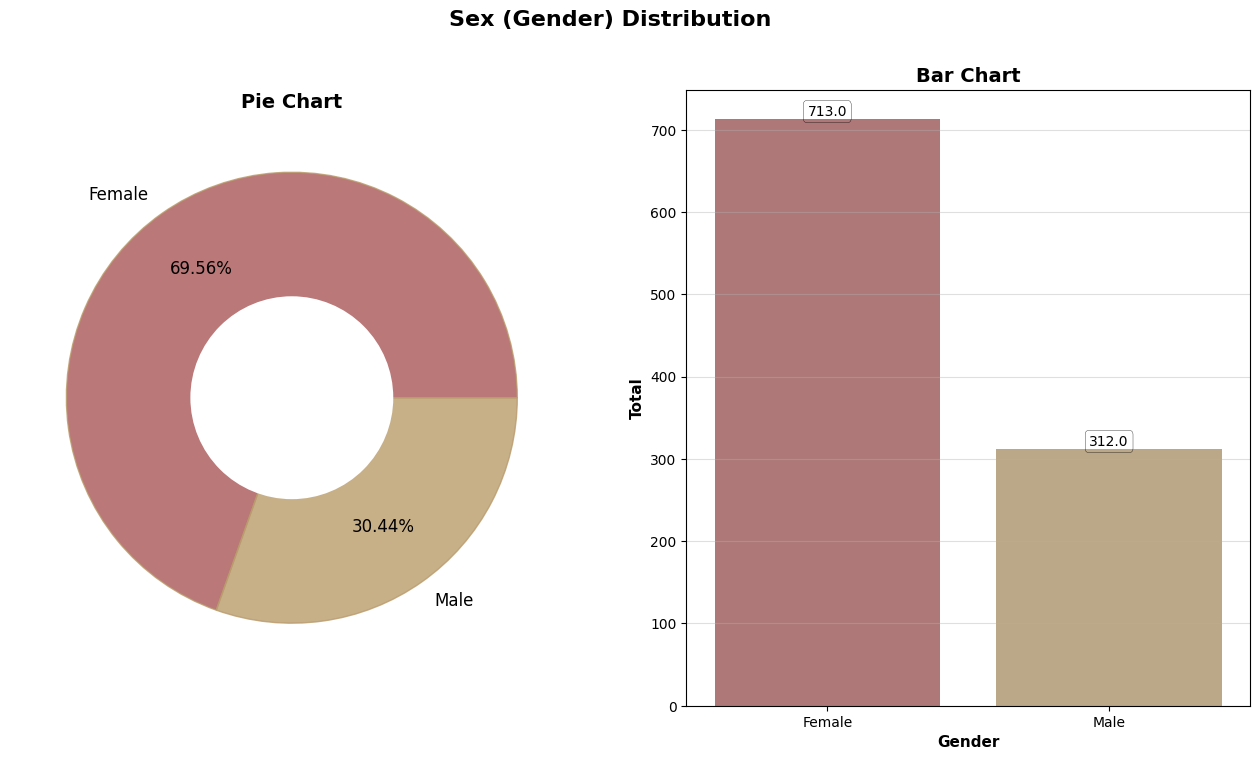 Sex (Gender) Distribution
Pie Chart
Female
69.56%
30.44%
Male
Bar Chart
713.0
312.0
Total
700
600
500
400
300
200
100
0
Female
Male
Gender